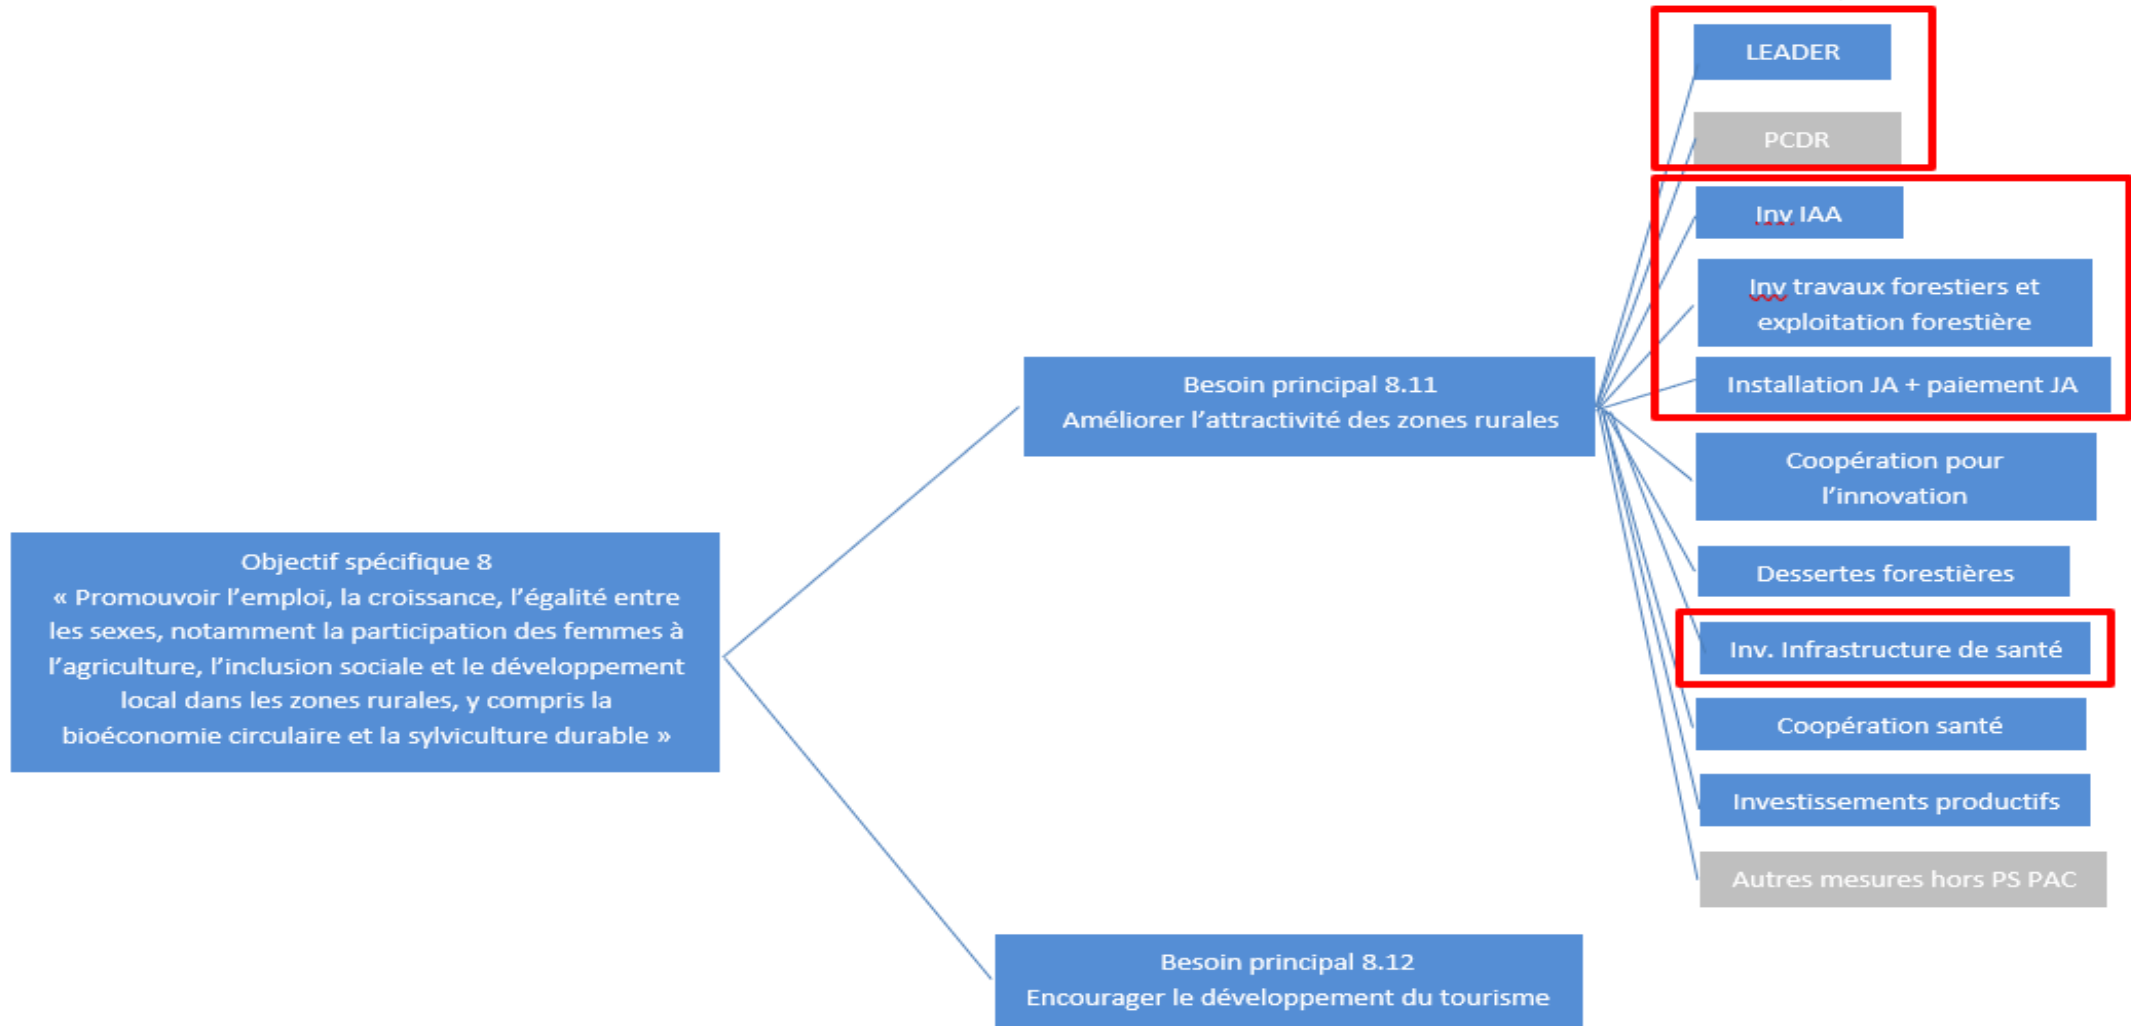 LEADER
PCDR
Inv IAA
Inv travaux forestiers et
exploitation forestière
Installation JA + paiement JA
Besoin principal 8.11
Améliorer l'attractivité des zones rurales
Coopération pour
l'innovation
Dessertes forestières
Objectif spécifique 8
« Promouvoir l'emploi, la croissance, l'égalité entre
les sexes, notamment la participation des femmes à
l'agriculture, l'inclusion sociale et le développement
local dans les zones rurales, y compris la
bioéconomie circulaire et la sylviculture durable »
Inv. Infrastructure de santé
Coopération santé
Investissements productifs
Autres mesures hors PS PAC
Besoin principal 8.12
Encourager le développement du tourisme